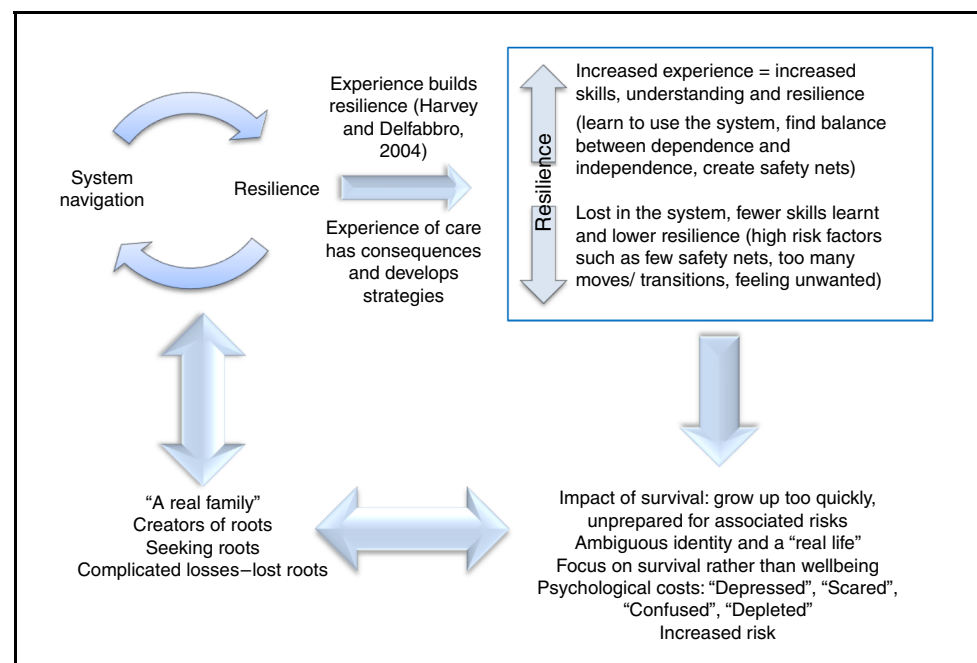 System
navigation
Resilience
Experience builds
resilience (Harvey
and Delfabbro,
2004)
Experience of care
has consequences
and develops
strategies
Resilience
Increased experience = increased
skills, understanding and resilience
(learn to use the system, find balance
between dependence and
independence, create safety nets)
Lost in the system, fewer skills learnt
and lower resilience (high risk factors
such as few safety nets, too many
moves/ transitions, feeling unwanted)
“A real family”
Creators of roots
Seeking roots
Complicated losses–lost roots
Impact of survival: grow up too quickly,
unprepared for associated risks
Ambiguous identity and a “real life”
Focus on survival rather than wellbeing
Psychological costs: “Depressed”, “Scared”,
“Confused”, “Depleted”
Increased risk